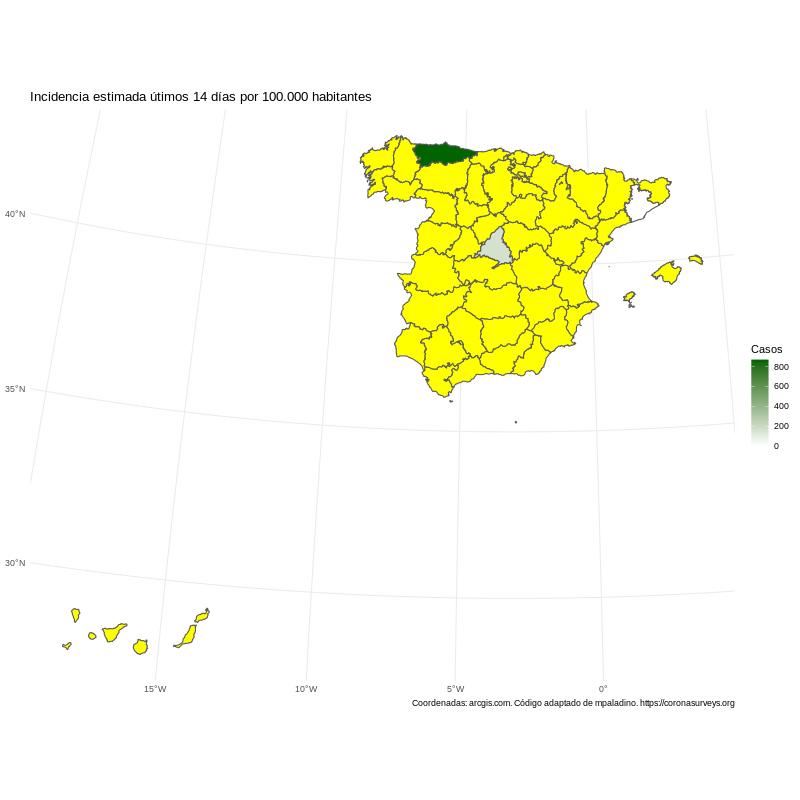 Incidencia estimada útimos 14 días por 100.000 habitantes
40°N
35°N
30°N
15°W
10°W
5°W
0°
Casos
800
600
400
200
0
Coordenadas: arcgis.com. Código adaptado de mpaladino. https://coronasurveys.org